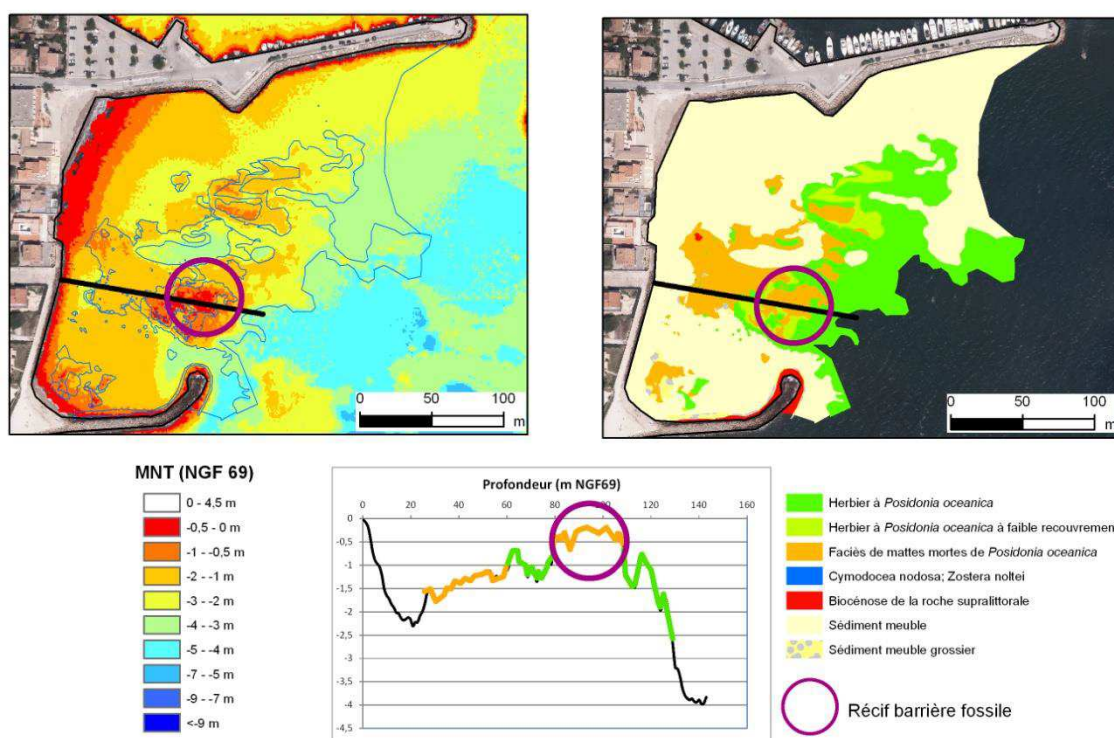 0
50
100
m
0
50
100
m
MNT (NGF 69)
0 - 4,5 m
-0,5 - 0 m
-1 - -0,5 m
-2 - -1 m
-3 - -2 m
-4 - -3 m
-5 - -4 m
-7 - -5 m
-9 - -7 m
<-9 m
Profondeur (m NGF69)
0 20 40 60 80 100 120 140 160
0
-0,5
-1
-1,5
-2
-2,5
-3
-3,5
-4
-4,5
Herbier à Posidonia oceanica
Herbier à Posidonia oceanica à faible recouvrement
Faciès de mattes mortes de Posidonia oceanica
Cymodocea nodosa; Zostera noltei
Biocénose de la roche supralittorale
Sédiment meuble
Sédiment meuble grossier
Récif barrière fossile